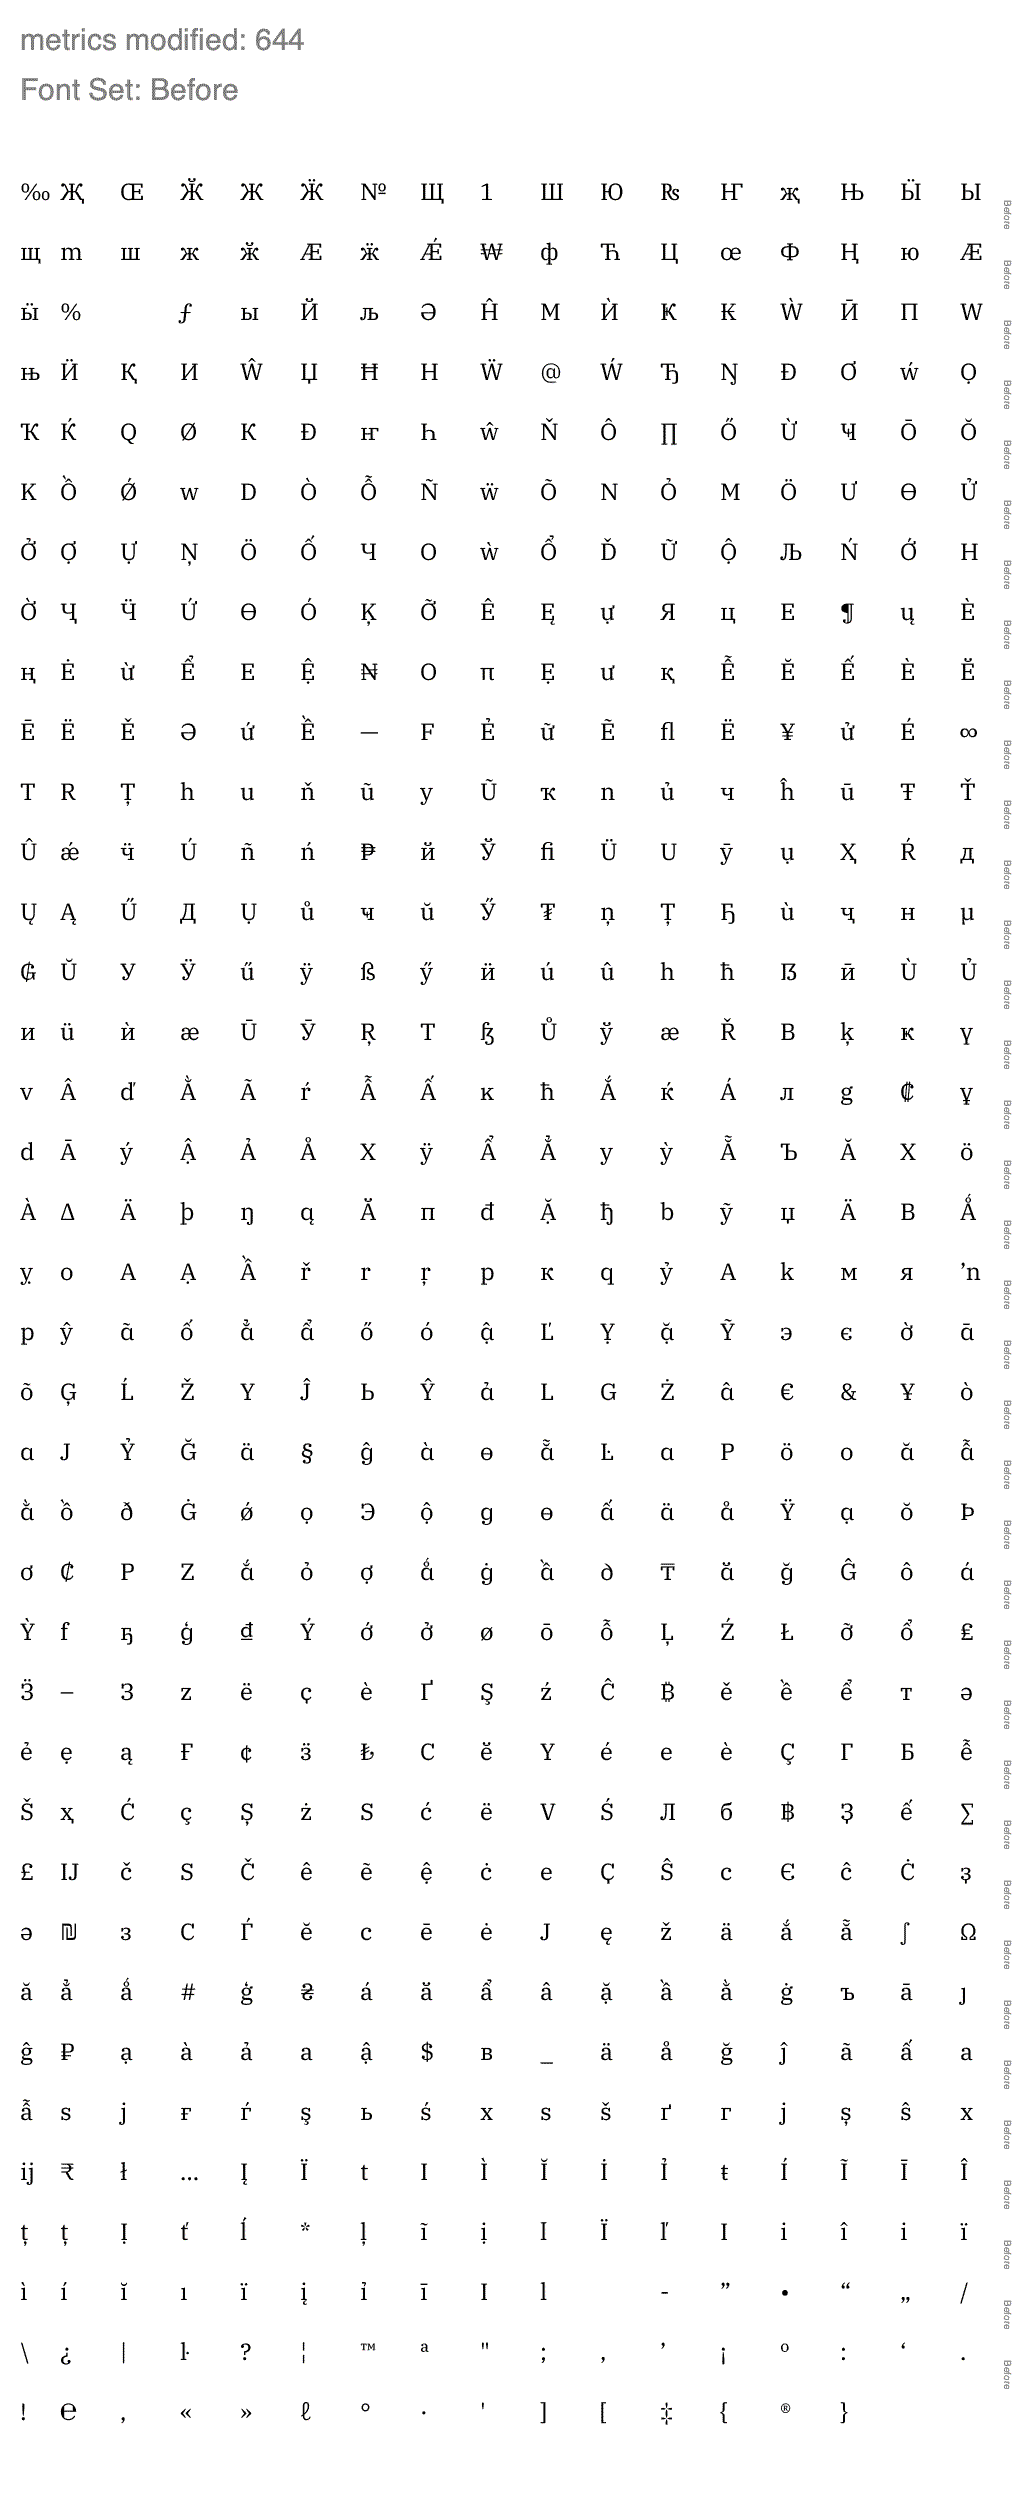 metrics modified: 644
Font Set: Before
‰ Җ Œ Ӂ Ж Ӝ № Щ 1 Ш Ю ₨ Ҥ җ Њ Ӹ Ы Before
щ m ш ж ӂ Æ ӝ Ǽ ₩ ф Ђ Ц œ Ф Ң ю Æ Before
ӹ % ƒ ы Й љ Ә Ĥ М Ѝ Ҝ Ҟ Ẁ Ӣ П W Before
њ Ӥ Қ И Ŵ Џ Ħ H Ẅ @ Ẃ Ђ Ŋ Đ Ơ ẃ Ọ Before
Ҡ Ḱ Q Ø К Ð ҥ Һ ŵ Ň Ô ∏ Ő Ừ Ҹ Ō Ŏ Before
K Ồ Ǿ w D Ò Ỗ Ñ ẅ Õ N Ỏ M Ö Ư Ө Ử Before
Ở Ợ Ự Ņ Ӧ Ố Ч O ẁ Ổ Ď Ữ Ộ Љ Ń Ớ Н Before
Ờ Ҷ Ӵ Ứ Ɵ Ó Ķ Ỡ Ê Ę ự Я ц E ¶ ų È Before
ң Ė ừ Ể Е Ệ ₦ О п Ẹ ư қ Ễ Ĕ Ế Ѐ Ӗ Before
Ē Ë Ě Ə ứ Ề — F Ẻ ữ Ẽ ﬂ Ё ¥ ử É ∞ Before
T R Ț h u ň ũ y Ũ ҡ n ủ ч ĥ ū Ŧ Ť Before
Û ǽ ӵ Ú ñ ń ₱ й Ў ﬁ Ü U ȳ ụ Ҳ Ŕ д Before
Ų Ą Ű Д Ụ ů ҹ ŭ Ӳ ₮ ņ Ţ Ҕ ù ҷ н µ Before
₲ Ŭ У Ӱ ű ӱ ß ӳ ӥ ú û һ ħ ẞ ӣ Ù Ủ Before
и ü ѝ æ Ū Ӯ Ŗ Т ꜩ Ů ў ӕ Ř В ķ ҝ ү Before
v Â ď Ằ Ã ŕ Ẫ Ấ к ћ Ắ ќ Á л g ₡ ұ Before
d Ā ý Ậ Ả Å X ÿ Ẩ Ẳ у ỳ Ẵ Ъ Ă Х ö Before
À ∆ Ä þ ŋ ą Ӑ п đ Ặ ђ b ỹ џ Ӓ B Ǻ Before
ỵ o А Ạ Ầ ř r ŗ p к q ỷ A k м я ŉ Before
р ŷ ã ố ẳ ẩ ő ó ậ Ľ Ỵ ặ Ỹ э є ờ ā Before
õ Ģ Ĺ Ž Y Ĵ Ь Ŷ ả L G Ż â € & ¥ ò Before
ɑ J Ỷ Ğ ä § ĝ à ө ẵ Ŀ ɑ Р ӧ о ă ẫ Before
ằ ồ ð Ġ ǿ ọ Э ộ ɡ ɵ ấ ӓ å Ÿ ạ ŏ Þ Before
ơ ₵ P Z ắ ỏ ợ ǻ ġ ầ ∂ ₸ ӑ ğ Ĝ ô á Before
Ỳ f ҕ ģ ₫ Ý ớ ở ø ō ỗ Ļ Ź Ł ỡ ổ ₤ Before
Ӟ – З z ë ç è Ґ Ş ź Ĉ ₿ ě ề ể т ә Before
ẻ ẹ ą Ғ ¢ ӟ ₺ C ӗ Ү é e ѐ Ç Г Б ễ Before
Š ҳ Ć ç Ș ż S ć ё V Ś Л б ฿ Ҙ ế ∑ Before
£ Ĳ č Ѕ Č ê ẽ ệ ċ е Ҫ Ŝ c Є ĉ Ċ ҙ Before
ə ₪ з С Ѓ ĕ с ē ė Ј ę ž ä ắ ẵ ∫ Ω Before
ă ẳ ǻ # ģ ₴ á ӑ ẩ â ặ ầ ằ ġ ъ ā ȷ Before
ĝ ₽ ạ à ả а ậ $ в _ ӓ å ğ ĵ ã ấ a Before
ẫ s j ғ ѓ ş ь ś x ѕ š ґ г ј ș ŝ х Before
ĳ ₹ ł … Į Ï t I Ì Ĭ İ Ỉ ŧ Í Ĩ Ī Î Before
ț ţ Ị ť ĺ * ļ ĩ ị І Ї ľ Ӏ i î і ï Before
ì í ĭ ı ї į ỉ ī I l - ” • “ „ / Before
\ ¿ | ŀ ? ¦ ™ ª " ; , ’ ¡ º : ‘ . Before
! ℮ ‚ « » ℓ ° · ' ] [ ‡ { ® }